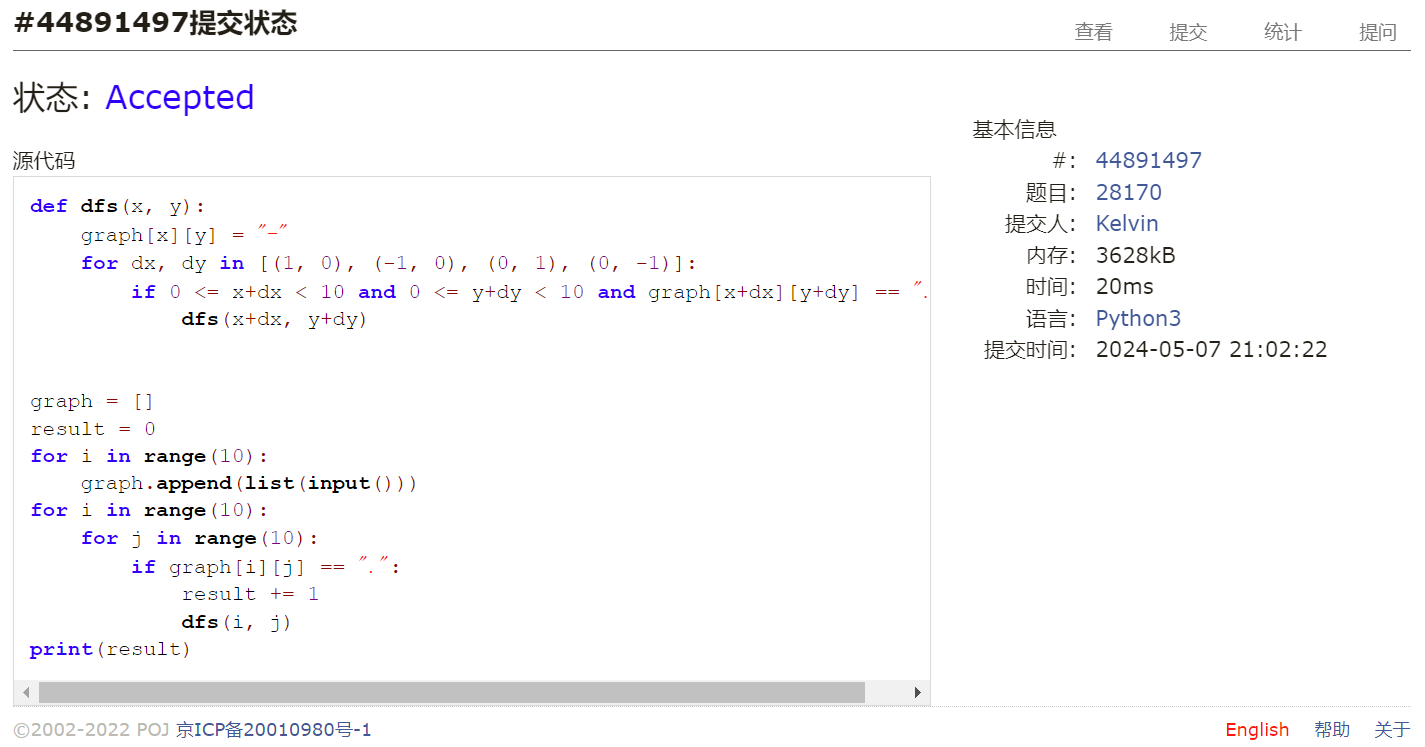 #44891497提交状态
查看 提交 统计 提问
状态: Accepted
源代码
def dfs(x, y):
    graph[x][y] = "-"
    for dx, dy in [(1, 0), (-1, 0), (0, 1), (0, -1)]:
        if 0 <= x+dx < 10 and 0 <= y+dy < 10 and graph[x+dx][y+dy] == ".
            dfs(x+dx, y+dy)
graph = []
result = 0
for i in range(10):
    graph.append(list(input()))
for i in range(10):
    for j in range(10):
        if graph[i][j] == ".":
            result += 1
            dfs(i, j)
print(result)
基本信息
#: 44891497
题目: 28170
提交人: Kelvin
内存: 3628kB
时间: 20ms
语言: Python3
提交时间: 2024-05-07 21:02:22
©2002-2022 POJ 京ICP备20010980号-1
English 帮助 关于